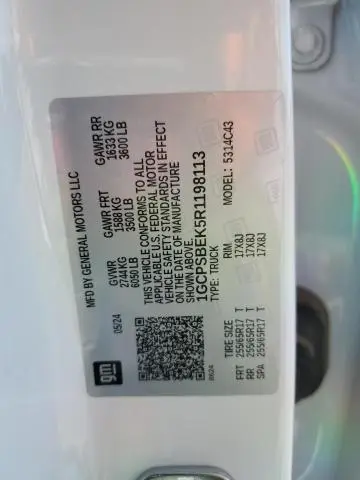 MFD BY GENERAL MOTORS LLC
05/24
GVWR
2744 KG
6050 LB
GAWR FRT
1588 KG
3500 LB
GAWR RR
1633 KG
3600 LB
THIS VEHICLE CONFORMS TO ALL
APPLICABLE U.S. FEDERAL MOTOR
VEHICLE SAFETY STANDARDS IN EFFECT
ON THE DATE OF MANUFACTURE
SHOWN ABOVE.
1GCPSBEK5R1198113
TYPE: TRUCK
MODEL: 5314C43
TIRE SIZE
RIM
FRT 255/65R17 T 17X8J
RR 255/65R17 T 17X8J
SPA 255/65R17 T 17X8J
gm